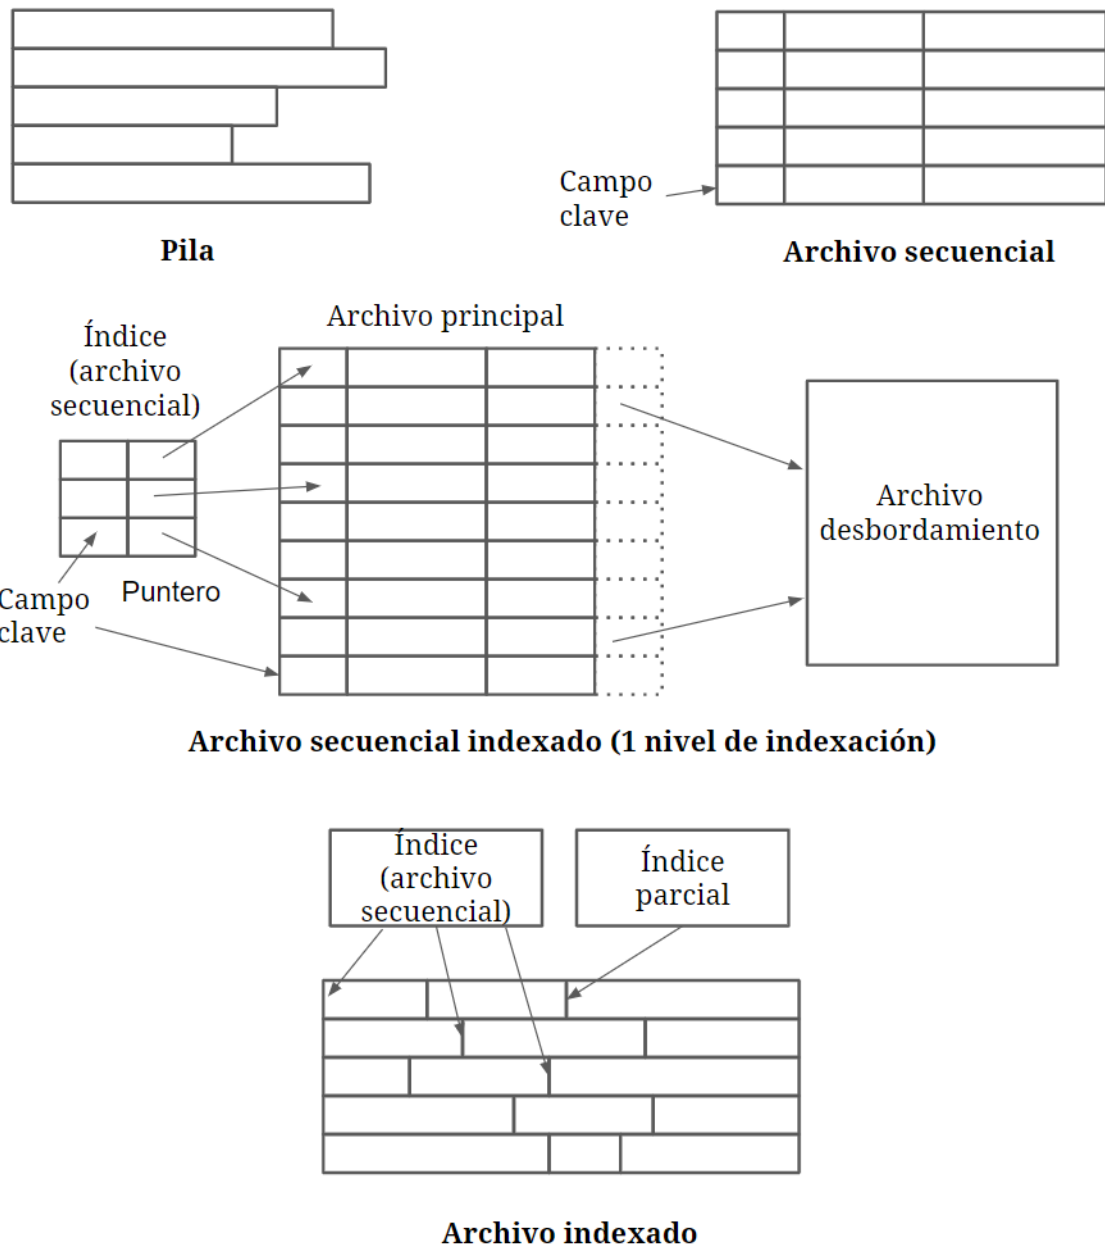 Campo
clave
Pila
Archivo secuencial
Archivo principal
Índice
(archivo
secuencial)
Archivo
desbordamiento
Puntero
Campo
clave
Archivo secuencial indexado (1 nivel de indexación)
Índice
(archivo
secuencial)
Índice
parcial
Archivo indexado